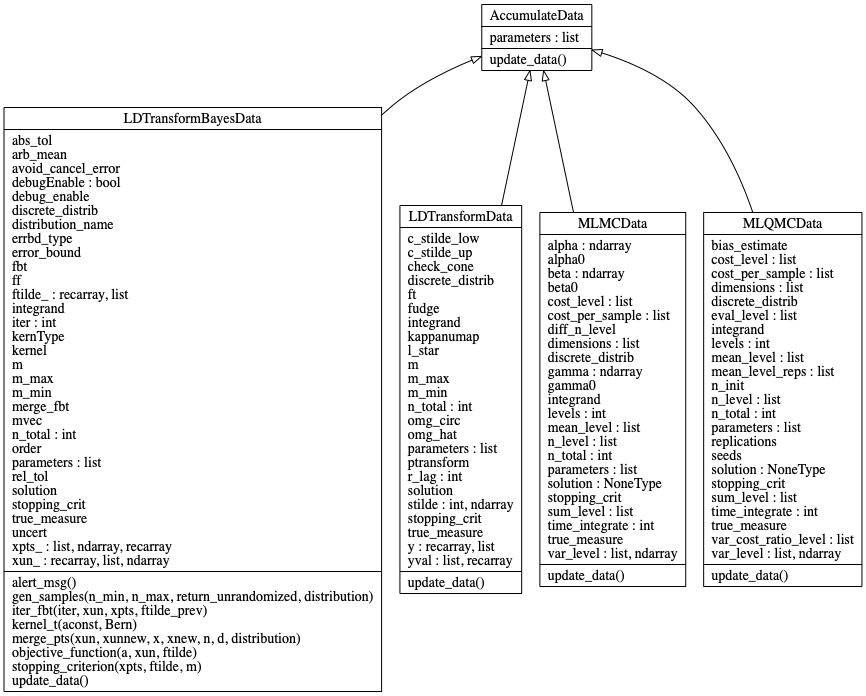 AccumulateData
parameters : list
update_data()
LDTransformBayesData
abs_tol
arb_mean
avoid_cancel_error
debugEnable : bool
debug_enable
discrete_distrib
distribution_name
errbd_type
error_bound
fbt
ff
ftilde_ : recarray, list
integrand
iter : int
kernType
kernel
m
m_max
m_min
merge_fbt
mvec
n_total : int
order
parameters : list
rel_tol
solution
stopping_crit
true_measure
uncert
xpts_ : list, ndarray, recarray
xun_ : recarray, list, ndarray
alert_msg()
gen_samples(n_min, n_max, return_unrandomized, distribution)
iter_fbt(iter, xun, xpts, ftilde_prev)
kernel_t(aconst, Bern)
merge_pts(xun, xunnew, x, xnew, n, d, distribution)
objective_function(a, xun, ftilde)
stopping_criterion(xpts, ftilde, m)
update_data()
LDTransformData
c_stilde_low
c_stilde_up
check_cone
discrete_distrib
ft
fudge
integrand
kappanumap
l_star
m
m_max
m_min
n_total : int
omg_circ
omg_hat
parameters : list
ptransform
r_lag : int
solution
stilde : int, ndarray
stopping_crit
true_measure
y : recarray, list
yval : list, recarray
update_data()
MLMCData
alpha : ndarray
alpha0
beta : ndarray
beta0
cost_level : list
cost_per_sample : list
diff_n_level
dimensions : list
discrete_distrib
gamma : ndarray
gamma0
integrand
levels : int
mean_level : list
n_level : list
n_total : int
parameters : list
solution : NoneType
stopping_crit
sum_level : list
time_integrate : int
true_measure
var_level : list, ndarray
update_data()
MLQMCData
bias_estimate
cost_level : list
cost_per_sample : list
dimensions : list
discrete_distrib
eval_level : list
integrand
levels : int
mean_level : list
mean_level_reps : list
n_init
n_level : list
n_total : int
parameters : list
replications
seeds
solution : NoneType
stopping_crit
sum_level : list
time_integrate : int
true_measure
var_cost_ratio_level : list
var_level : list, ndarray
update_data()